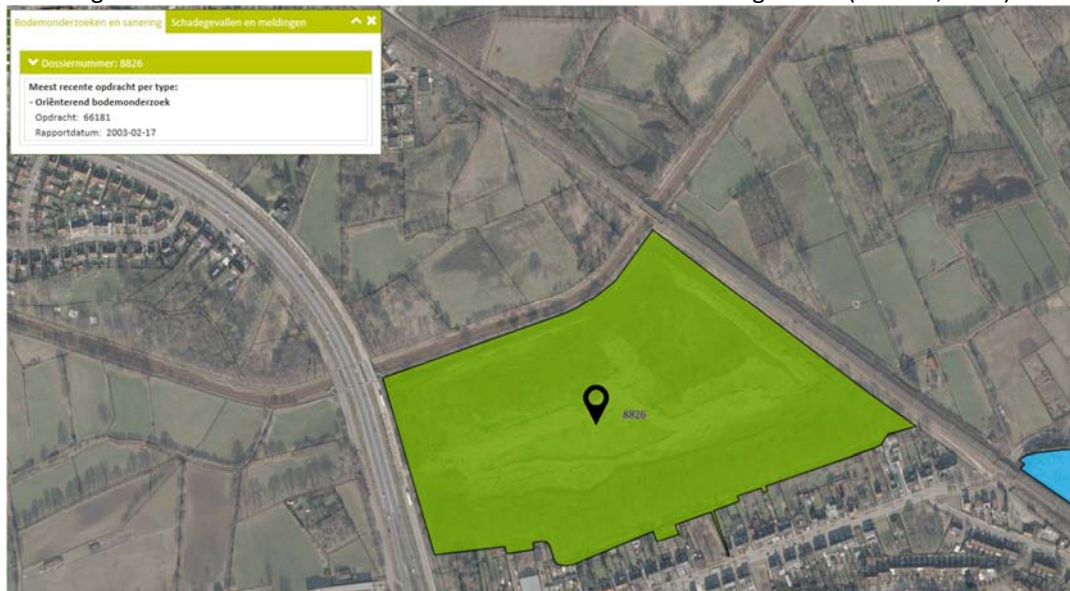 Bodemonderzoeken en sanering Schadegevallen en meldingen
Dossiernummer: 8826
Meest recente opdracht per type:
- Oriënterend bodemonderzoek
Opdracht: 66181
Rapportdatum: 2003-02-17
8826